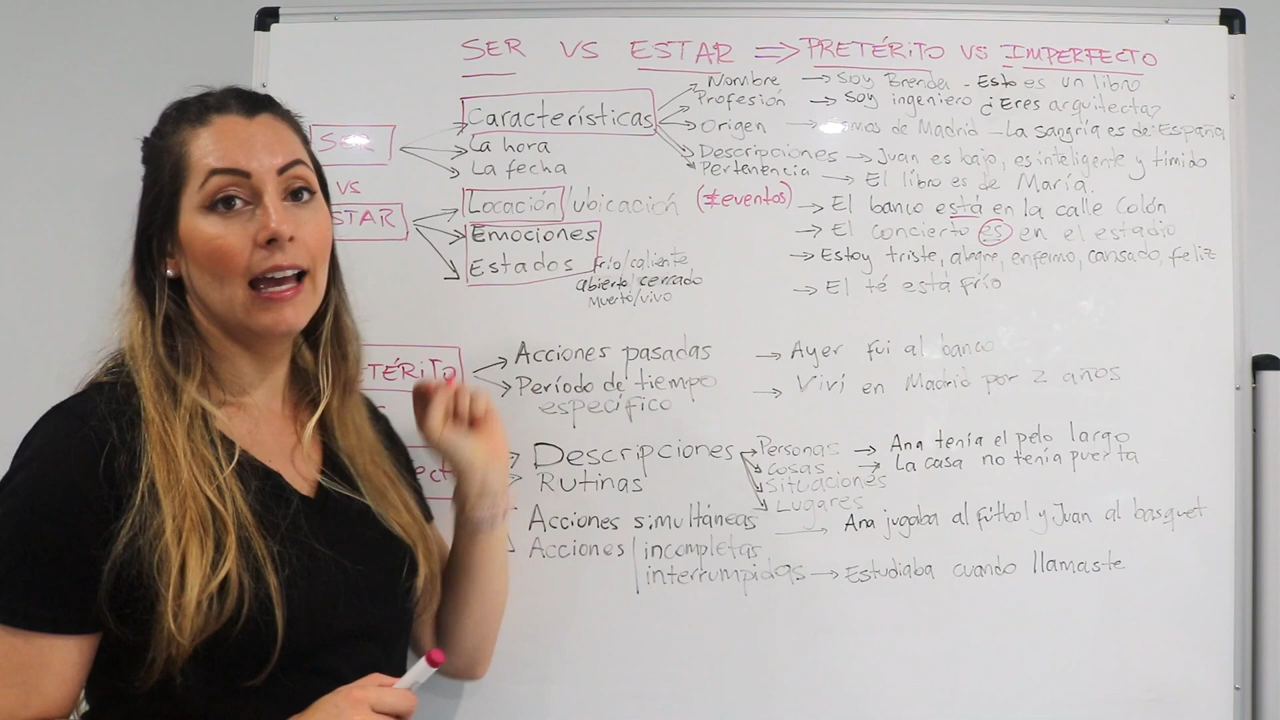 SER VS ESTAR ⇒ PRETÉRITO VS IMPERFECTO
SER
VS
STAR
Características
La hora
La fecha
Nombre → Soy Brenda - Esto es un libro
Profesión → Soy ingeniero ¿Eres arquitecta?
Origen → de Madrid - La sangría es de España
Descripciones → Juan es bajo, es inteligente y tímido
Pertenencia → El libro es de María.
Locación / ubicación (≠eventos) → El banco está en la calle Colón
→ El concierto es en el estadio
Emociones → Estoy triste, alegre, enfermo, cansado, feliz
Estados frío/caliente → El té está frío
abierto/cerrado
Muerto/vivo
ETÉRITO
Acciones pasadas → Ayer fui al banco
Período de tiempo específico → Viví en Madrid por 2 años
ect
Descripciones → Personas → Ana tenía el pelo largo
cosas → La casa no tenía puerta
Situaciones
Lugares
Rutinas
Acciones simultáneas → Ana jugaba al fútbol y Juan al basquet
Acciones incompletas
interrumpidas → Estudiaba cuando llamaste